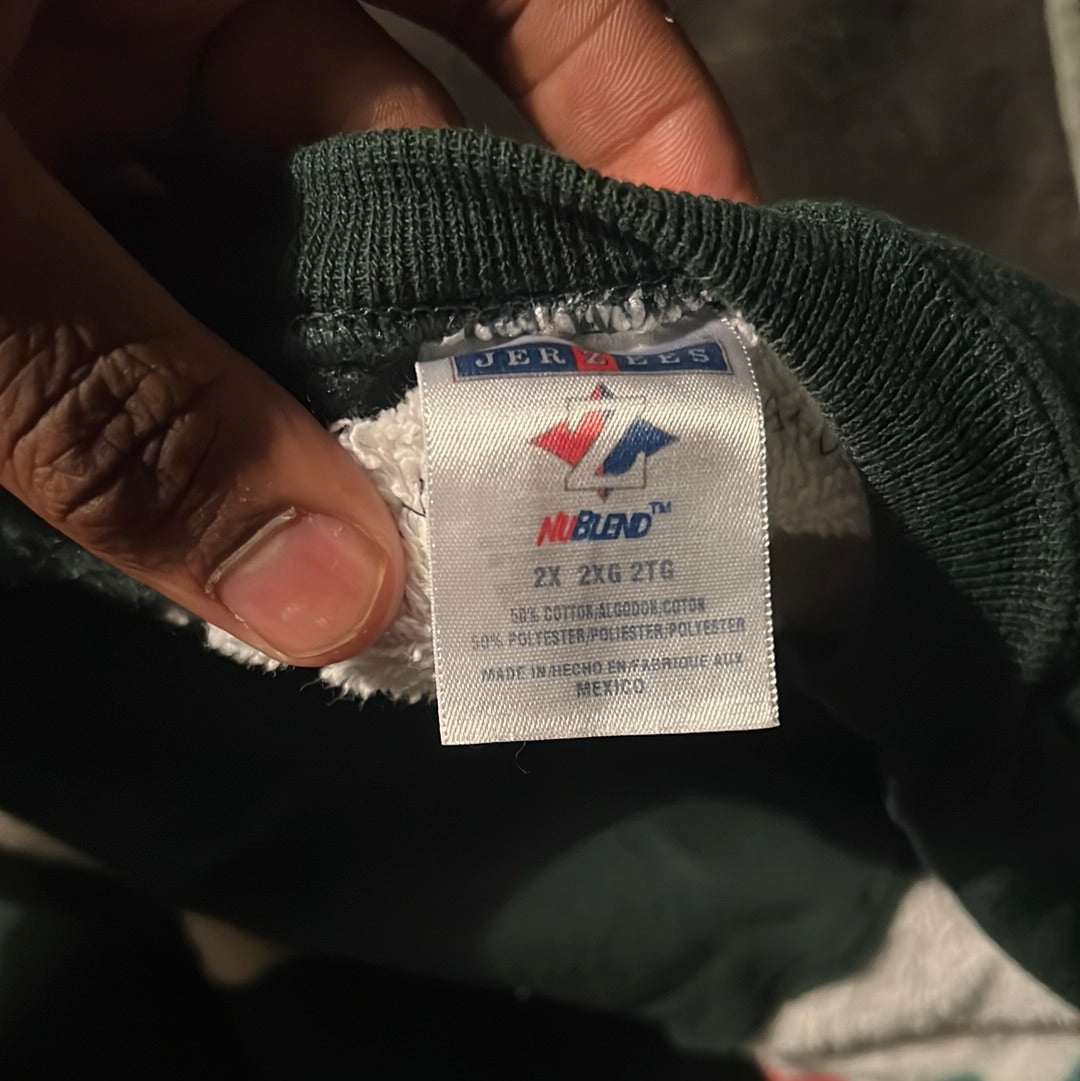 JERZEES
NUBLEND™
2X 2XG 2TG
50% COTTON,ALGODON,COTON
50% POLYESTER/POLIESTER/POLYESTER
MADE IN/HECHO EN/FABRIQUE AUX
MEXICO